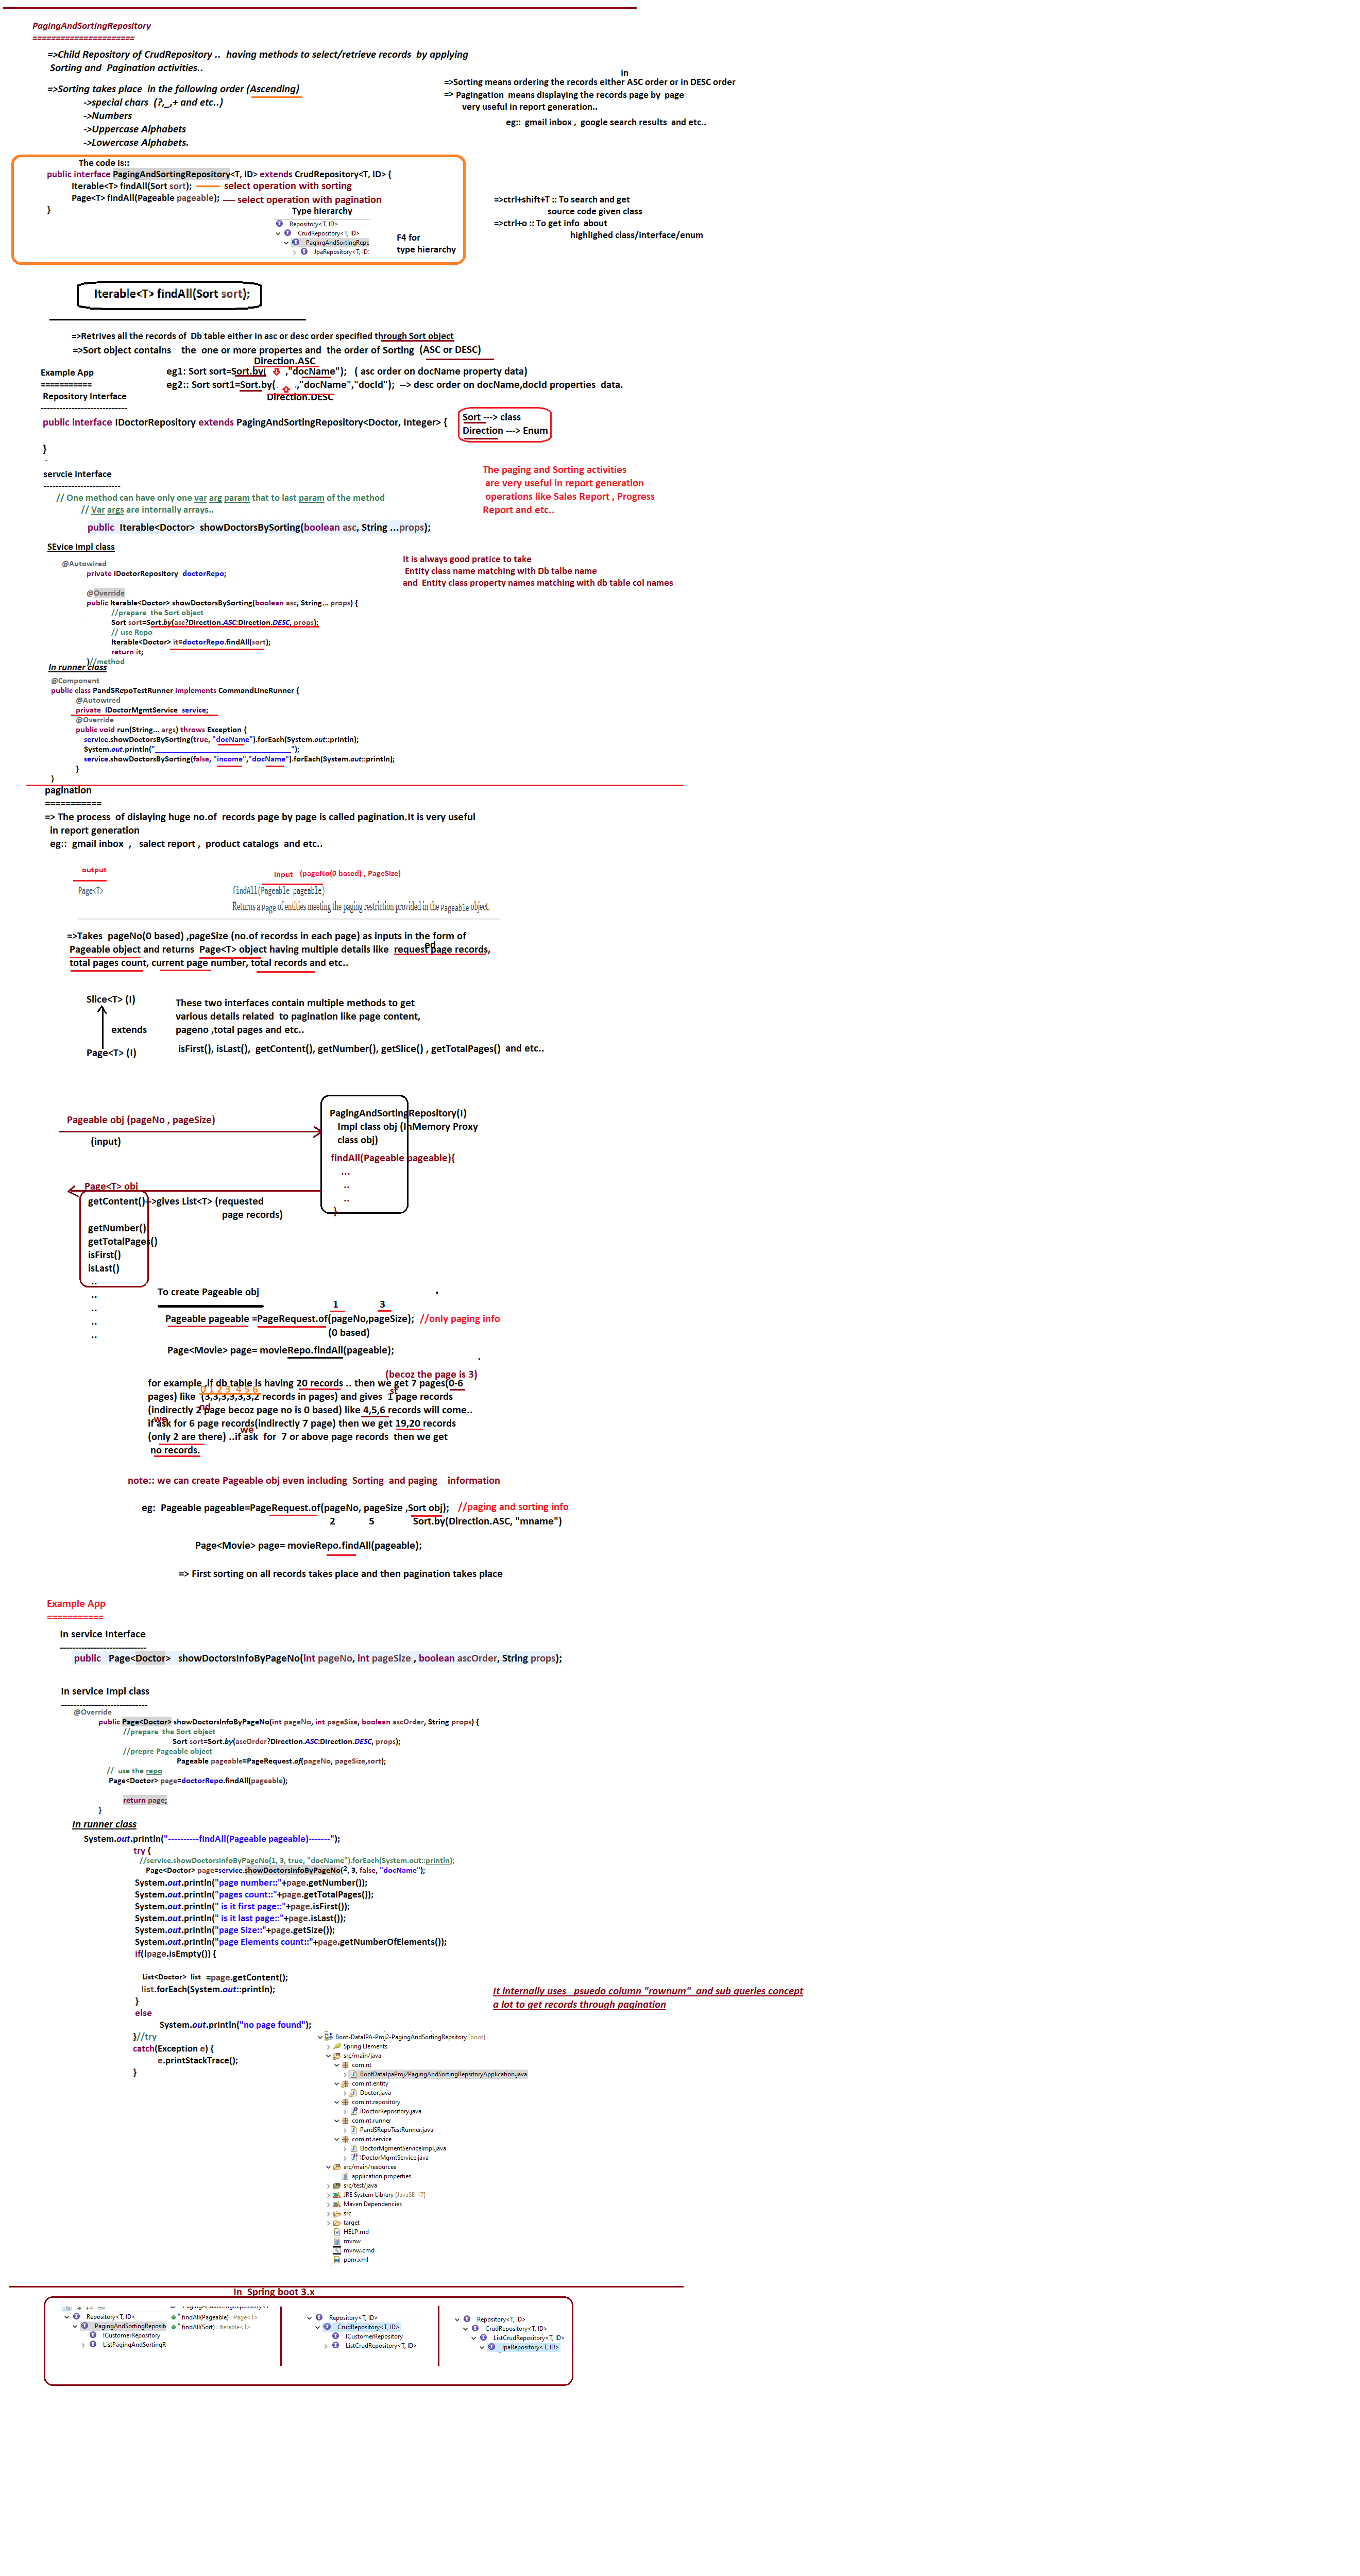 PagingAndSortingRepository
======================
=>Child Repository of CrudRepository .. having methods to select/retrieve records by applying
Sorting and Pagination activities..
=>Sorting takes place in the following order (Ascending)
->special chars (?,_,+ and etc..)
->Numbers
->Uppercase Alphabets
->Lowercase Alphabets.
in
=>Sorting means ordering the records either ASC order or in DESC order
=> Pagingation means displaying the records page by page
very useful in report generation..
eg:: gmail inbox , google search results and etc..
The code is::
public interface PagingAndSortingRepository<T, ID> extends CrudRepository<T, ID> {
Iterable<T> findAll(Sort sort); select operation with sorting
Page<T> findAll(Pageable pageable); ---- select operation with pagination
}
Type hierarchy
Repository<T, ID>
CrudRepository<T, ID>
PagingAndSortingRepo
JpaRepository<T, ID
F4 for
type hierarchy
=>ctrl+shift+T :: To search and get
source code given class
=>ctrl+o :: To get info about
highlighed class/interface/enum
Iterable<T> findAll(Sort sort);
=>Retrives all the records of Db table either in asc or desc order specified through Sort object
=>Sort object contains the one or more propertes and the order of Sorting (ASC or DESC)
Direction.ASC
eg1: Sort sort=Sort.by( ,"docName"); ( asc order on docName property data)
eg2:: Sort sort1=Sort.by( ,"docName","docId"); --> desc order on docName,docId properties data.
Direction.DESC
Example App
===========
Repository Interface
----------------------------
public interface IDoctorRepository extends PagingAndSortingRepository<Doctor, Integer> {
}
Sort ---> class
Direction ---> Enum
servcie Interface
-------------------------
// One method can have only one var arg param that to last param of the method
// Var args are internally arrays..
public Iterable<Doctor> showDoctorsBySorting(boolean asc, String ...props);
The paging and Sorting activities
are very useful in report generation
operations like Sales Report , Progress
Report and etc..
SEvice Impl class
@Autowired
private IDoctorRepository doctorRepo;
@Override
public Iterable<Doctor> showDoctorsBySorting(boolean asc, String... props) {
//prepare the Sort object
Sort sort=Sort.by(asc?Direction.ASC:Direction.DESC, props);
// use Repo
Iterable<Doctor> it=doctorRepo.findAll(sort);
return it;
}//method
It is always good pratice to take
Entity class name matching with Db talbe name
and Entity class property names matching with db table col names
In runner class
@Component
public class PandSRepoTestRunner implements CommandLineRunner {
@Autowired
private IDoctorMgmtService service;
@Override
public void run(String... args) throws Exception {
service.showDoctorsBySorting(true, "docName").forEach(System.out::println);
System.out.println("___________________________________");
service.showDoctorsBySorting(false, "income","docName").forEach(System.out::println);
}
}
pagination
===========
=> The process of dislaying huge no.of records page by page is called pagination.It is very useful
in report generation
eg:: gmail inbox , salect report , product catalogs and etc..
output
input (pageNo(0 based) , PageSize)
Page<T> findAll(Pageable pageable)
Returns a Page of entities meeting the paging restriction provided in the Pageable object.
=>Takes pageNo(0 based) ,pageSize (no.of recordss in each page) as inputs in the form of
ed
Pageable object and returns Page<T> object having multiple details like request page records,
total pages count, current page number, total records and etc..
Slice<T> (I)
extends
Page<T> (I)
These two interfaces contain multiple methods to get
various details related to pagination like page content,
pageno ,total pages and etc..
isFirst(), isLast(), getContent(), getNumber(), getSlice() , getTotalPages() and etc..
Pageable obj (pageNo , pageSize)
(input)
PagingAndSortingRepository(I)
Impl class obj (InMemory Proxy
class obj)
findAll(Pageable pageable){
...
..
..
}
Page<T> obj
getContent()-->gives List<T> (requested
page records)
getNumber()
getTotalPages()
isFirst()
isLast()
..
..
..
..
..
To create Pageable obj
1 3
Pageable pageable =PageRequest.of(pageNo,pageSize); //only paging info
(0 based)
Page<Movie> page= movieRepo.findAll(pageable);
(becoz the page is 3)
for example ,if db table is having 20 records .. then we get 7 pages(0-6
0 1 2 3 4 5 6
st
pages) like (3,3,3,3,3,3,2 records in pages) and gives 1 page records
nd
(indirectly 2 page becoz page no is 0 based) like 4,5,6 records will come..
we
if ask for 6 page records(indirectly 7 page) then we get 19,20 records
we
(only 2 are there) ..if ask for 7 or above page records then we get
no records.
note:: we can create Pageable obj even including Sorting and paging information
eg: Pageable pageable=PageRequest.of(pageNo, pageSize ,Sort obj); //paging and sorting info
2 5 Sort.by(Direction.ASC, "mname")
Page<Movie> page= movieRepo.findAll(pageable);
=> First sorting on all records takes place and then pagination takes place
Example App
===========
In service Interface
----------------------------
public Page<Doctor> showDoctorsInfoByPageNo(int pageNo, int pageSize , boolean ascOrder, String props);
In service Impl class
----------------------------
@Override
public Page<Doctor> showDoctorsInfoByPageNo(int pageNo, int pageSize, boolean ascOrder, String props) {
//prepare the Sort object
Sort sort=Sort.by(ascOrder?Direction.ASC:Direction.DESC, props);
//prepre Pageable object
Pageable pageable=PageRequest.of(pageNo, pageSize,sort);
// use the repo
Page<Doctor> page=doctorRepo.findAll(pageable);
return page;
}
In runner class
System.out.println("----------findAll(Pageable pageable)-------");
try {
//service.showDoctorsInfoByPageNo(1, 3, true, "docName").forEach(System.out::println);
Page<Doctor> page=service.showDoctorsInfoByPageNo(2, 3, false, "docName");
System.out.println("page number::"+page.getNumber());
System.out.println("pages count::"+page.getTotalPages());
System.out.println(" is it first page::"+page.isFirst());
System.out.println(" is it last page::"+page.isLast());
System.out.println("page Size::"+page.getSize());
System.out.println("page Elements count::"+page.getNumberOfElements());
if(!page.isEmpty()) {
List<Doctor> list =page.getContent();
list.forEach(System.out::println);
}
else
System.out.println("no page found");
}//try
catch(Exception e) {
e.printStackTrace();
}
It internally uses psuedo column "rownum" and sub queries concept
a lot to get records through pagination
Boot-DataJPA-Proj2-PagingAndSortingRepsitory [boot]
Spring Elements
src/main/java
com.nt
BootDataJpaProj2PagingAndSortingRepsitoryApplication.java
com.nt.entity
Doctor.java
com.nt.repository
IDoctorRepository.java
com.nt.runner
PandSRepoTestRunner.java
com.nt.service
DoctorMgmentServiceImpl.java
IDoctorMgmtService.java
src/main/resources
application.properties
src/test/java
JRE System Library [JavaSE-17]
Maven Dependencies
src
target
HELP.md
mvnw
mvnw.cmd
pom.xml
In Spring boot 3.x
Repository<T, ID>
PagingAndSortingReposit
ICustomerRepository
ListPagingAndSortingR
findAll(Pageable) : Page<T>
findAll(Sort) : Iterable<T>
Repository<T, ID>
CrudRepository<T, ID>
ICustomerRepository
ListCrudRepository<T, ID>
Repository<T, ID>
CrudRepository<T, ID>
ListCrudRepository<T, ID>
JpaRepository<T, ID>